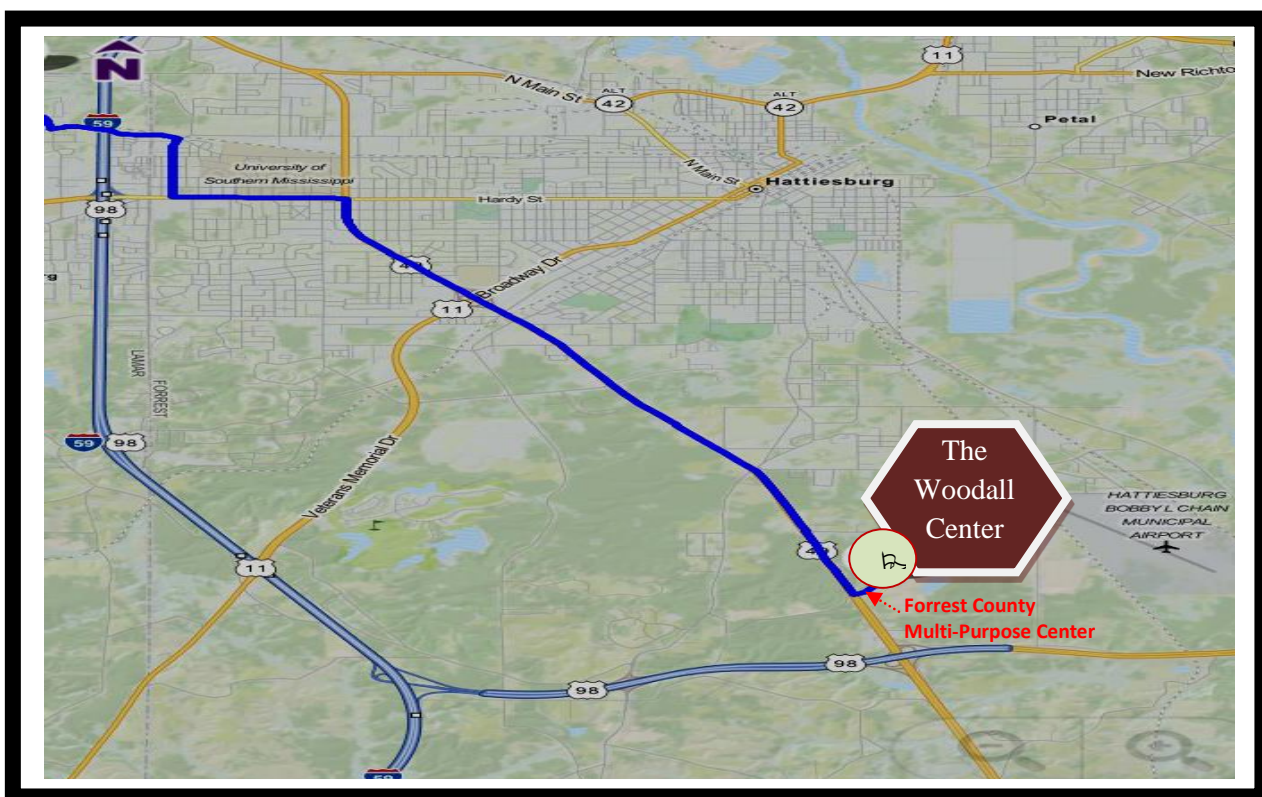 N
11
New Richto
N Main St
ALT
42
ALT
42
59
Petal
University of
Southern Mississippi
N Main St
Hattiesburg
Hardy St
98
Broadway Dr
11
LAMAR
FORREST
59
98
Veterans Memorial Dr
The
Woodall
Center
HATTIESBURG
BOBBY L CHAIN
MUNICIPAL
AIRPORT
11
Forrest County
Multi-Purpose Center
98
98
59